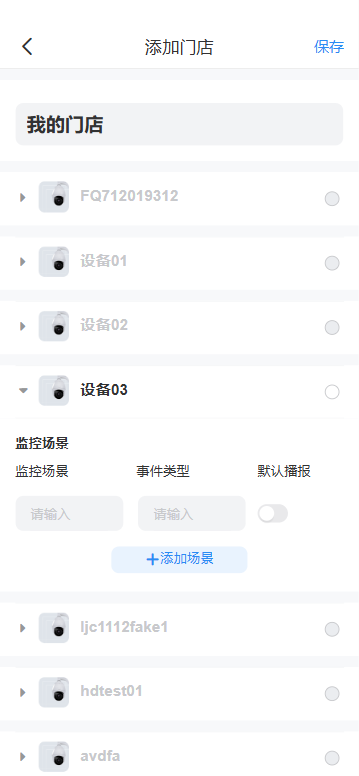 添加门店 保存
我的门店
FQ712019312
设备01
设备02
设备03
监控场景
监控场景 事件类型 默认播报
请输入 请输入
+添加场景
ljc1112fake1
hdtest01
avdfa